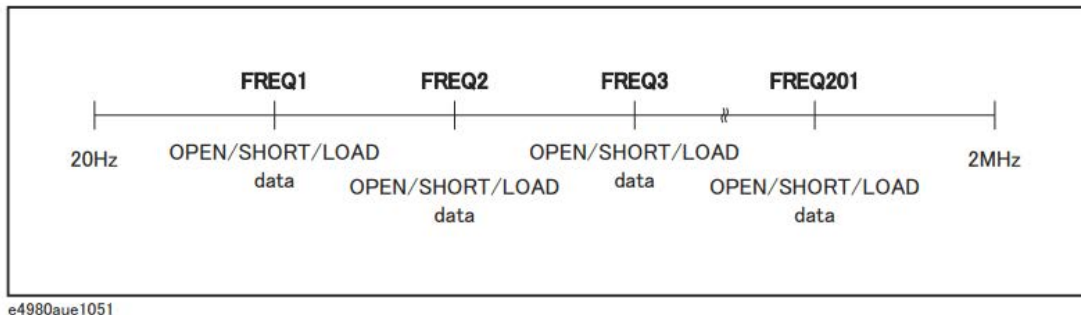 FREQ1 FREQ2 FREQ3 FREQ201
20Hz OPEN/SHORT/LOAD data OPEN/SHORT/LOAD data 2MHz
OPEN/SHORT/LOAD data OPEN/SHORT/LOAD data
e4980aue1051